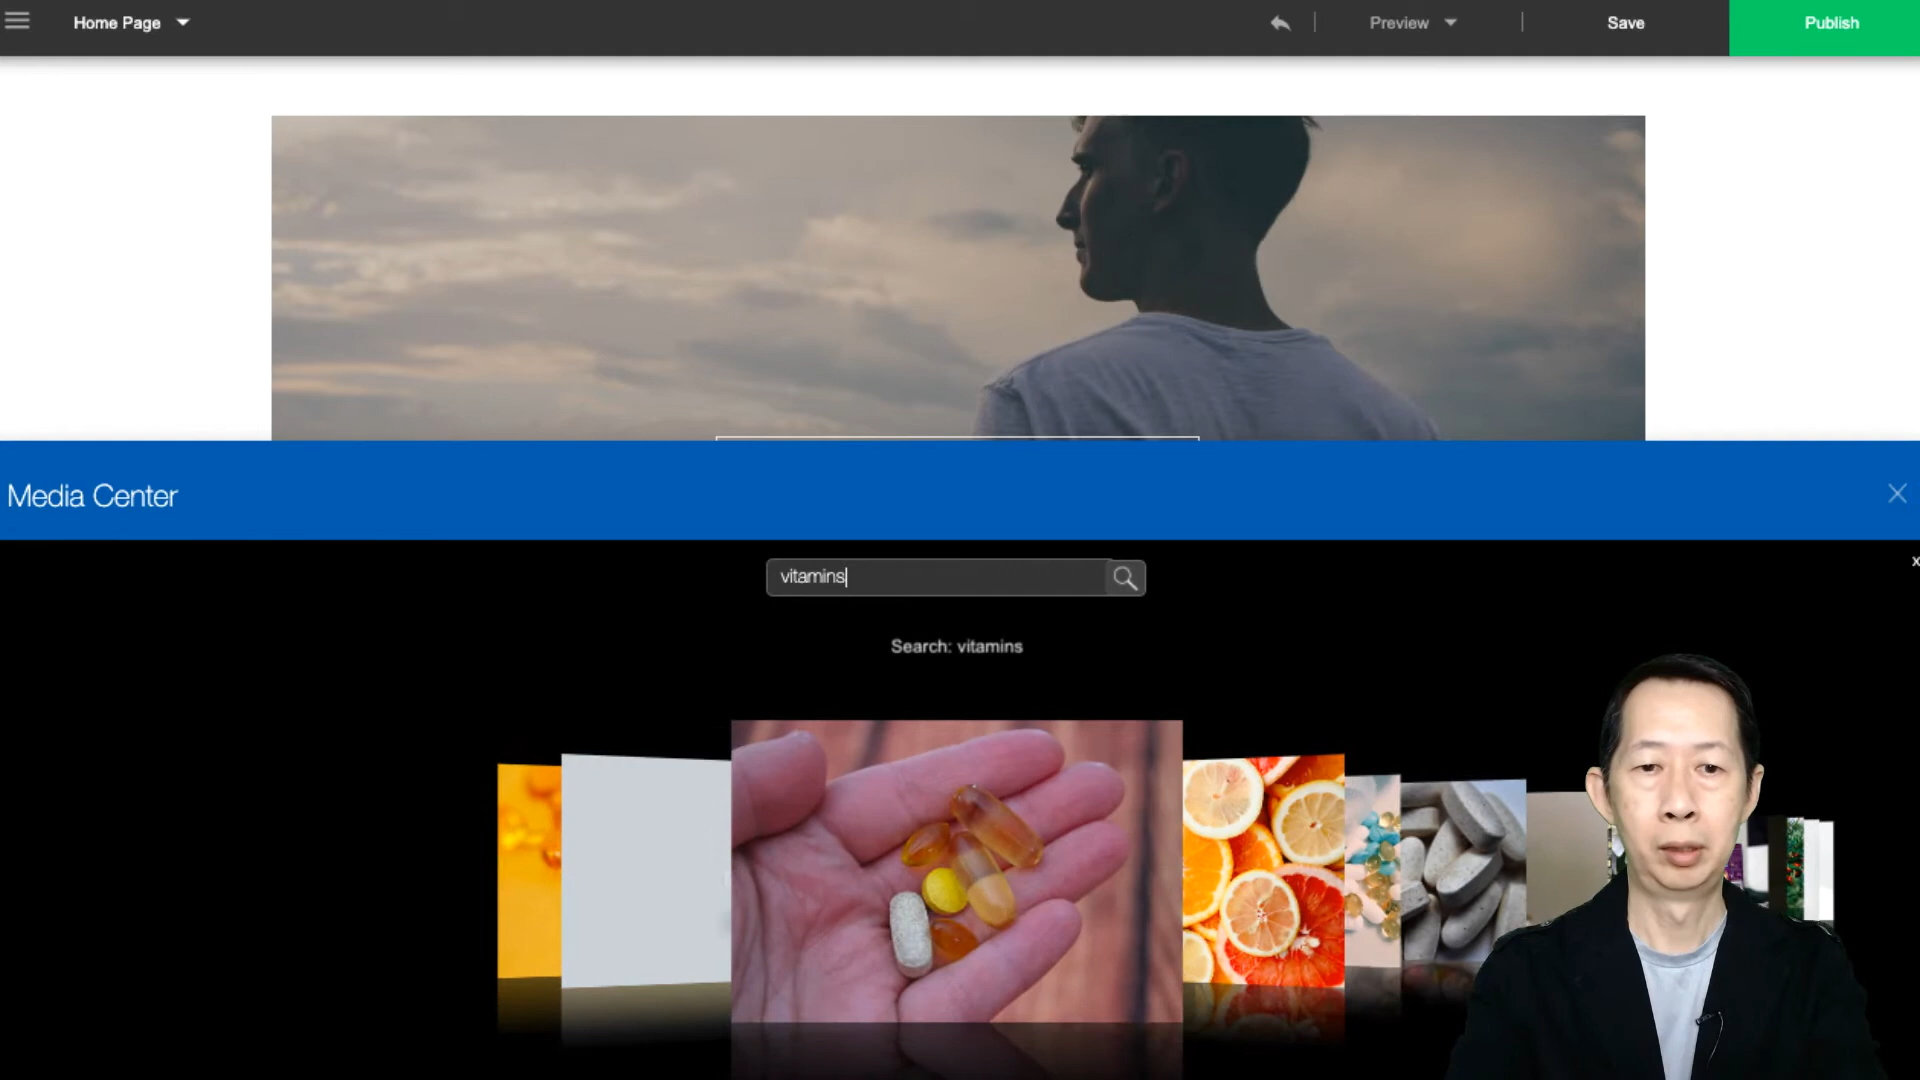 Home Page
Preview
Save
Publish
Media Center
x
vitamins
Search: vitamins